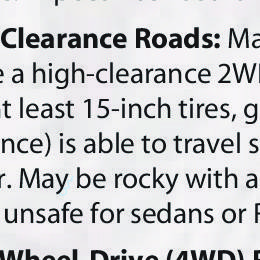 Clearance Roads: Ma
a high-clearance 2W
t least 15-inch tires, g
nce) is able to travel s
r. May be rocky with a
unsafe for sedans or
Wheel-Drive (4WD)